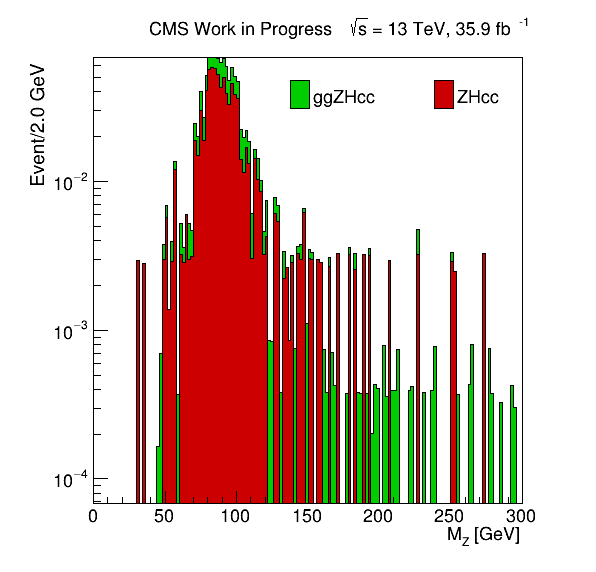 CMS Work in Progress √s = 13 TeV, 35.9 fb⁻¹
Event/2.0 GeV
ggZHcc ZHcc
10⁻²
10⁻³
10⁻⁴
0 50 100 150 200 250 300
M_Z [GeV]